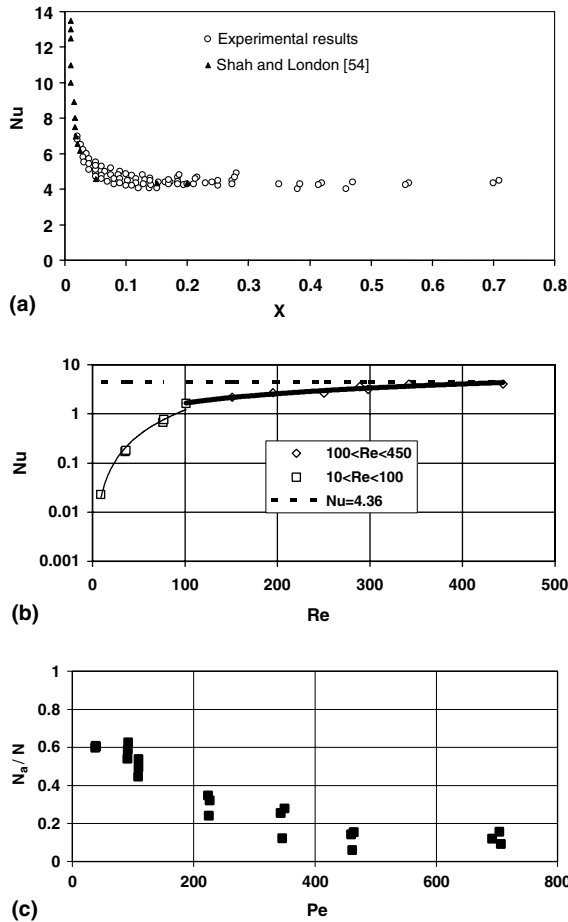 14
12
10
8
6
4
2
0
Nu
Experimental results
Shah and London [54]
0 0.1 0.2 0.3 0.4 0.5 0.6 0.7 0.8
X
(a)
10
1
0.1
0.01
0.001
Nu
100<Re<450
10<Re<100
Nu=4.36
0 100 200 300 400 500
Re
(b)
1
0.8
0.6
0.4
0.2
0
Na / N
0 200 400 600 800
Pe
(c)